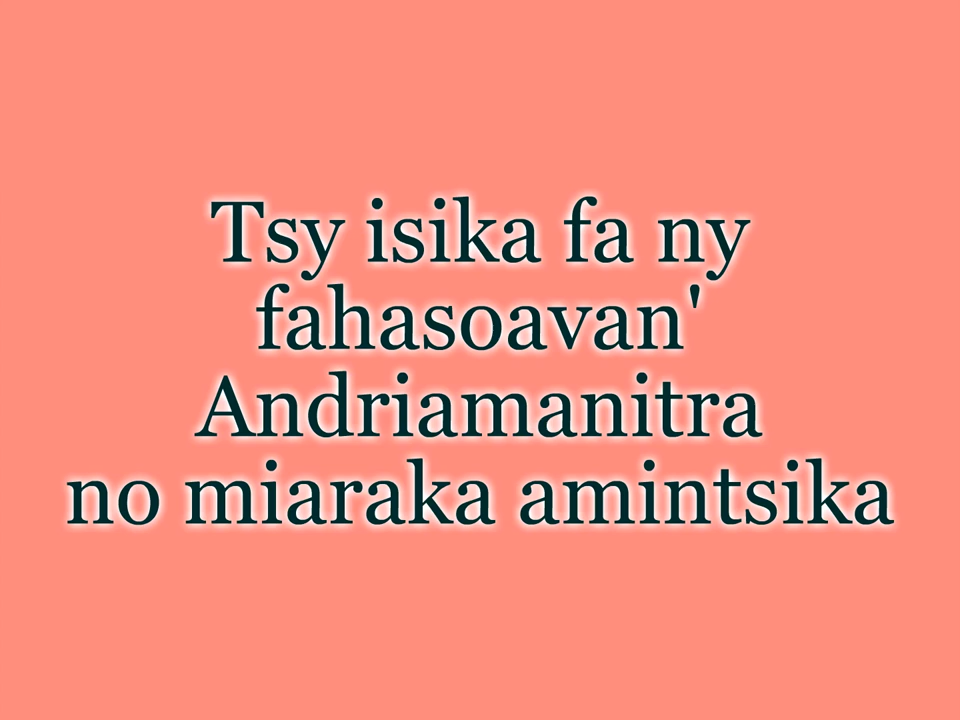 Tsy isika fa ny
fahasoavan'
Andriamanitra
no miaraka amintsika